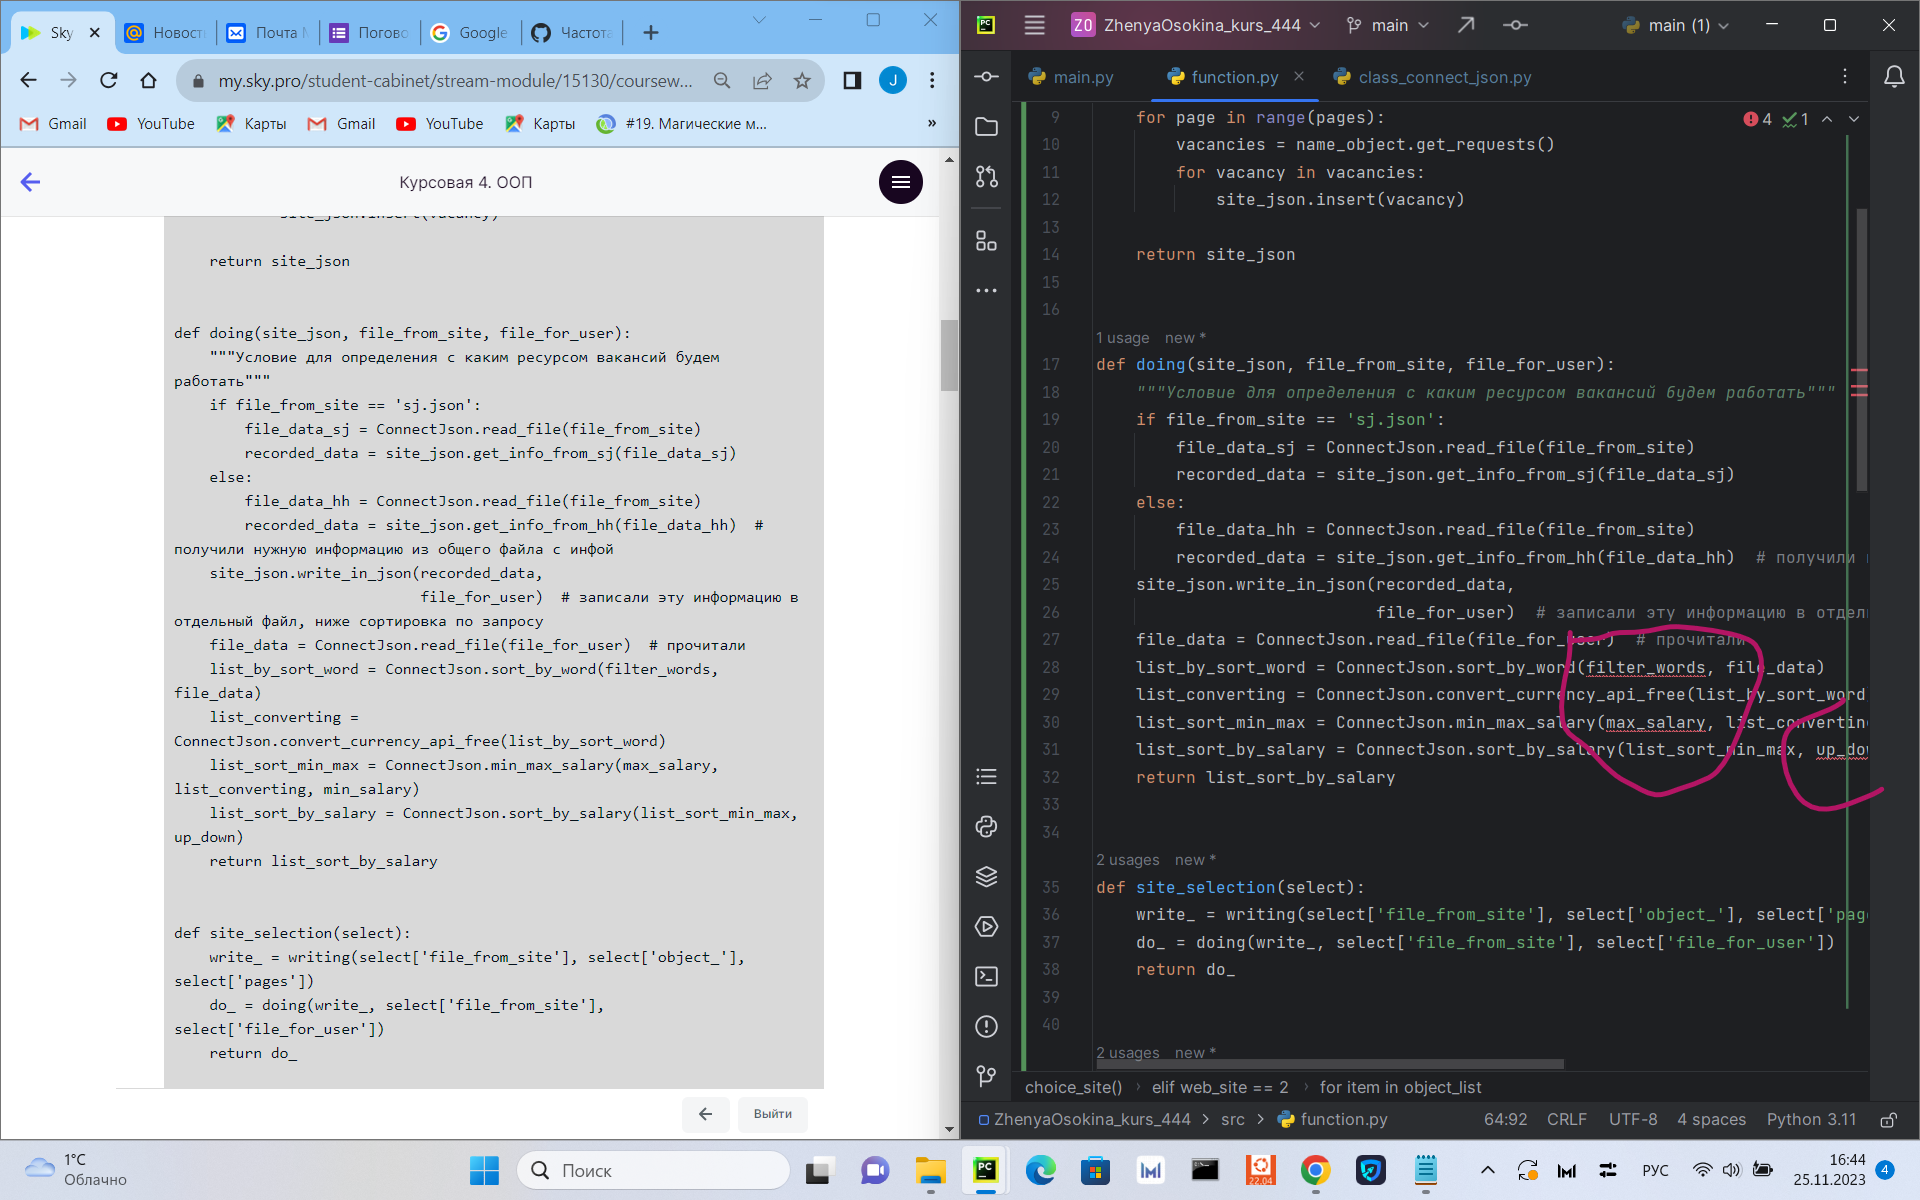 Sky
Новост
Почта М
Погово
Google
Частота
my.sky.pro/student-cabinet/stream-module/15130/coursew...
J
Gmail
YouTube
Карты
Gmail
YouTube
Карты
#19. Магические м...
»
Курсовая 4. ООП
site_json.insert(vacancy)
return site_json
def doing(site_json, file_from_site, file_for_user):
"""Условие для определения с каким ресурсом вакансий будем
работать"""
if file_from_site == 'sj.json':
file_data_sj = ConnectJson.read_file(file_from_site)
recorded_data = site_json.get_info_from_sj(file_data_sj)
else:
file_data_hh = ConnectJson.read_file(file_from_site)
recorded_data = site_json.get_info_from_hh(file_data_hh)  #
получили нужную информацию из общего файла с инфой
site_json.write_in_json(recorded_data,
file_for_user)  # записали эту информацию в
отдельный файл, ниже сортировка по запросу
file_data = ConnectJson.read_file(file_for_user)  # прочитали
list_by_sort_word = ConnectJson.sort_by_word(filter_words,
file_data)
list_converting =
ConnectJson.convert_currency_api_free(list_by_sort_word)
list_sort_min_max = ConnectJson.min_max_salary(max_salary,
list_converting, min_salary)
list_sort_by_salary = ConnectJson.sort_by_salary(list_sort_min_max,
up_down)
return list_sort_by_salary
def site_selection(select):
write_ = writing(select['file_from_site'], select['object_'],
select['pages'])
do_ = doing(write_, select['file_from_site'],
select['file_for_user'])
return do_
Выйти
PC
ZO
ZhenyaOsokina_kurs_444
main
main (1)
main.py
function.py
class_connect_json.py
4
1
9 for page in range(pages):
10 vacancies = name_object.get_requests()
11 for vacancy in vacancies:
12 site_json.insert(vacancy)
13
14 return site_json
15
16
1 usage new *
17 def doing(site_json, file_from_site, file_for_user):
18 """Условие для определения с каким ресурсом вакансий будем работать"""
19 if file_from_site == 'sj.json':
20 file_data_sj = ConnectJson.read_file(file_from_site)
21 recorded_data = site_json.get_info_from_sj(file_data_sj)
22 else:
23 file_data_hh = ConnectJson.read_file(file_from_site)
24 recorded_data = site_json.get_info_from_hh(file_data_hh)  # получили
25 site_json.write_in_json(recorded_data,
26 file_for_user)  # записали эту информацию в отдел
27 file_data = ConnectJson.read_file(file_for_user)  # прочитали
28 list_by_sort_word = ConnectJson.sort_by_word(filter_words, file_data)
29 list_converting = ConnectJson.convert_currency_api_free(list_by_sort_word
30 list_sort_min_max = ConnectJson.min_max_salary(max_salary, list_converting
31 list_sort_by_salary = ConnectJson.sort_by_salary(list_sort_min_max, up_dow
32 return list_sort_by_salary
33
34
2 usages new *
35 def site_selection(select):
36 write_ = writing(select['file_from_site'], select['object_'], select['pag
37 do_ = doing(write_, select['file_from_site'], select['file_for_user'])
38 return do_
39
40
2 usages new *
choice_site() › elif web_site == 2 › for item in object_list
ZhenyaOsokina_kurs_444 > src > function.py
64:92 CRLF UTF-8 4 spaces Python 3.11
1°C
Облачно
Поиск
PC
22.04
РУС
16:44
25.11.2023
4